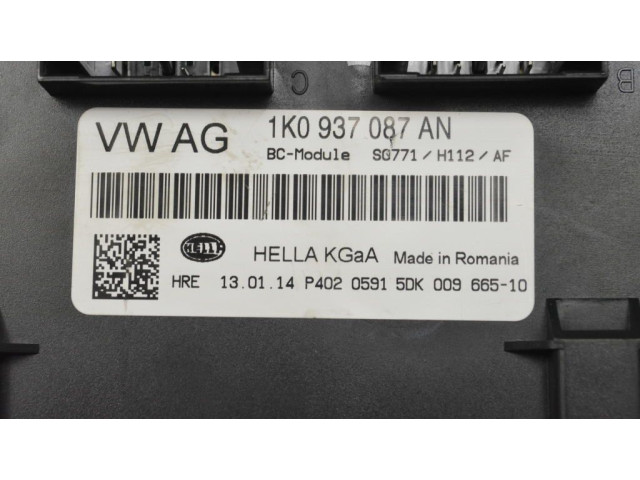 C
B
VW AG
1K0 937 087 AN
BC-Module SG771/H112/AF
HELLA
HELLA KGaA Made in Romania
HRE 13.01.14 P402 0591 5DK 009 665-10